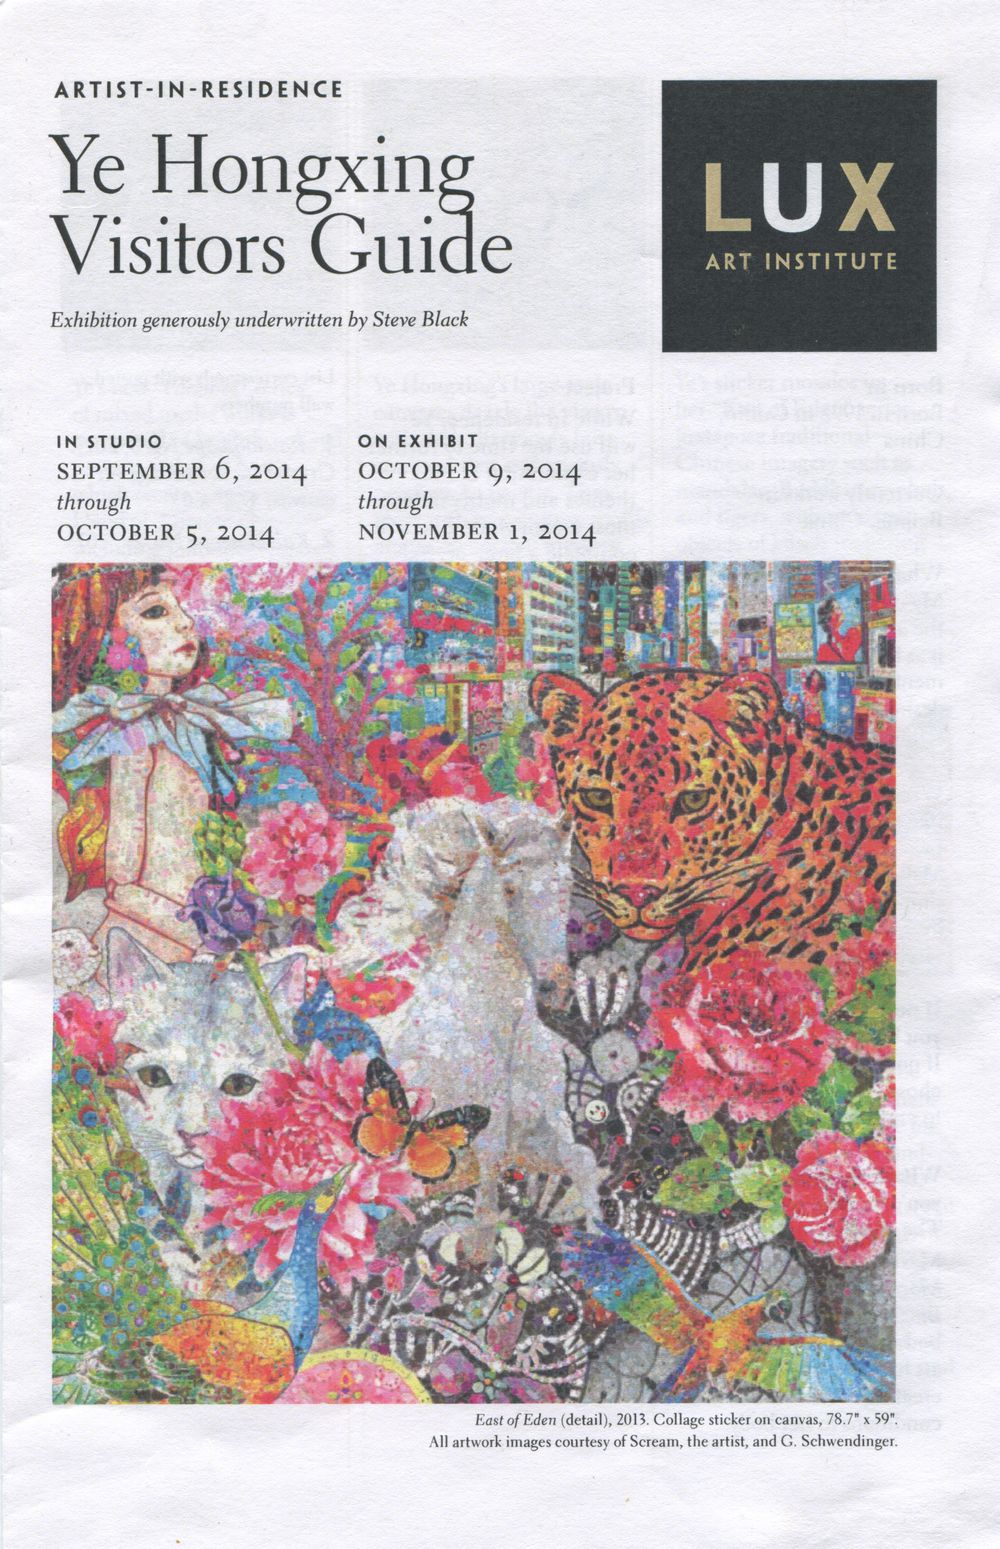 ARTIST-IN-RESIDENCE
Ye Hongxing
Visitors Guide
Exhibition generously underwritten by Steve Black
LUX
ART INSTITUTE
IN STUDIO
SEPTEMBER 6, 2014
through
OCTOBER 5, 2014
ON EXHIBIT
OCTOBER 9, 2014
through
NOVEMBER 1, 2014
East of Eden (detail), 2013. Collage sticker on canvas, 78.7" x 59".
All artwork images courtesy of Scream, the artist, and G. Schwendinger.